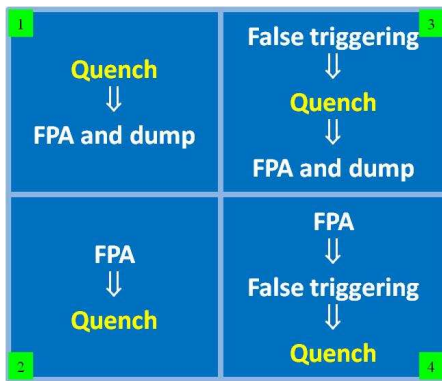 1
Quench
⇓
FPA and dump
3
False triggering
⇓
Quench
⇓
FPA and dump
FPA
⇓
Quench
2
FPA
⇓
False triggering
⇓
Quench
4